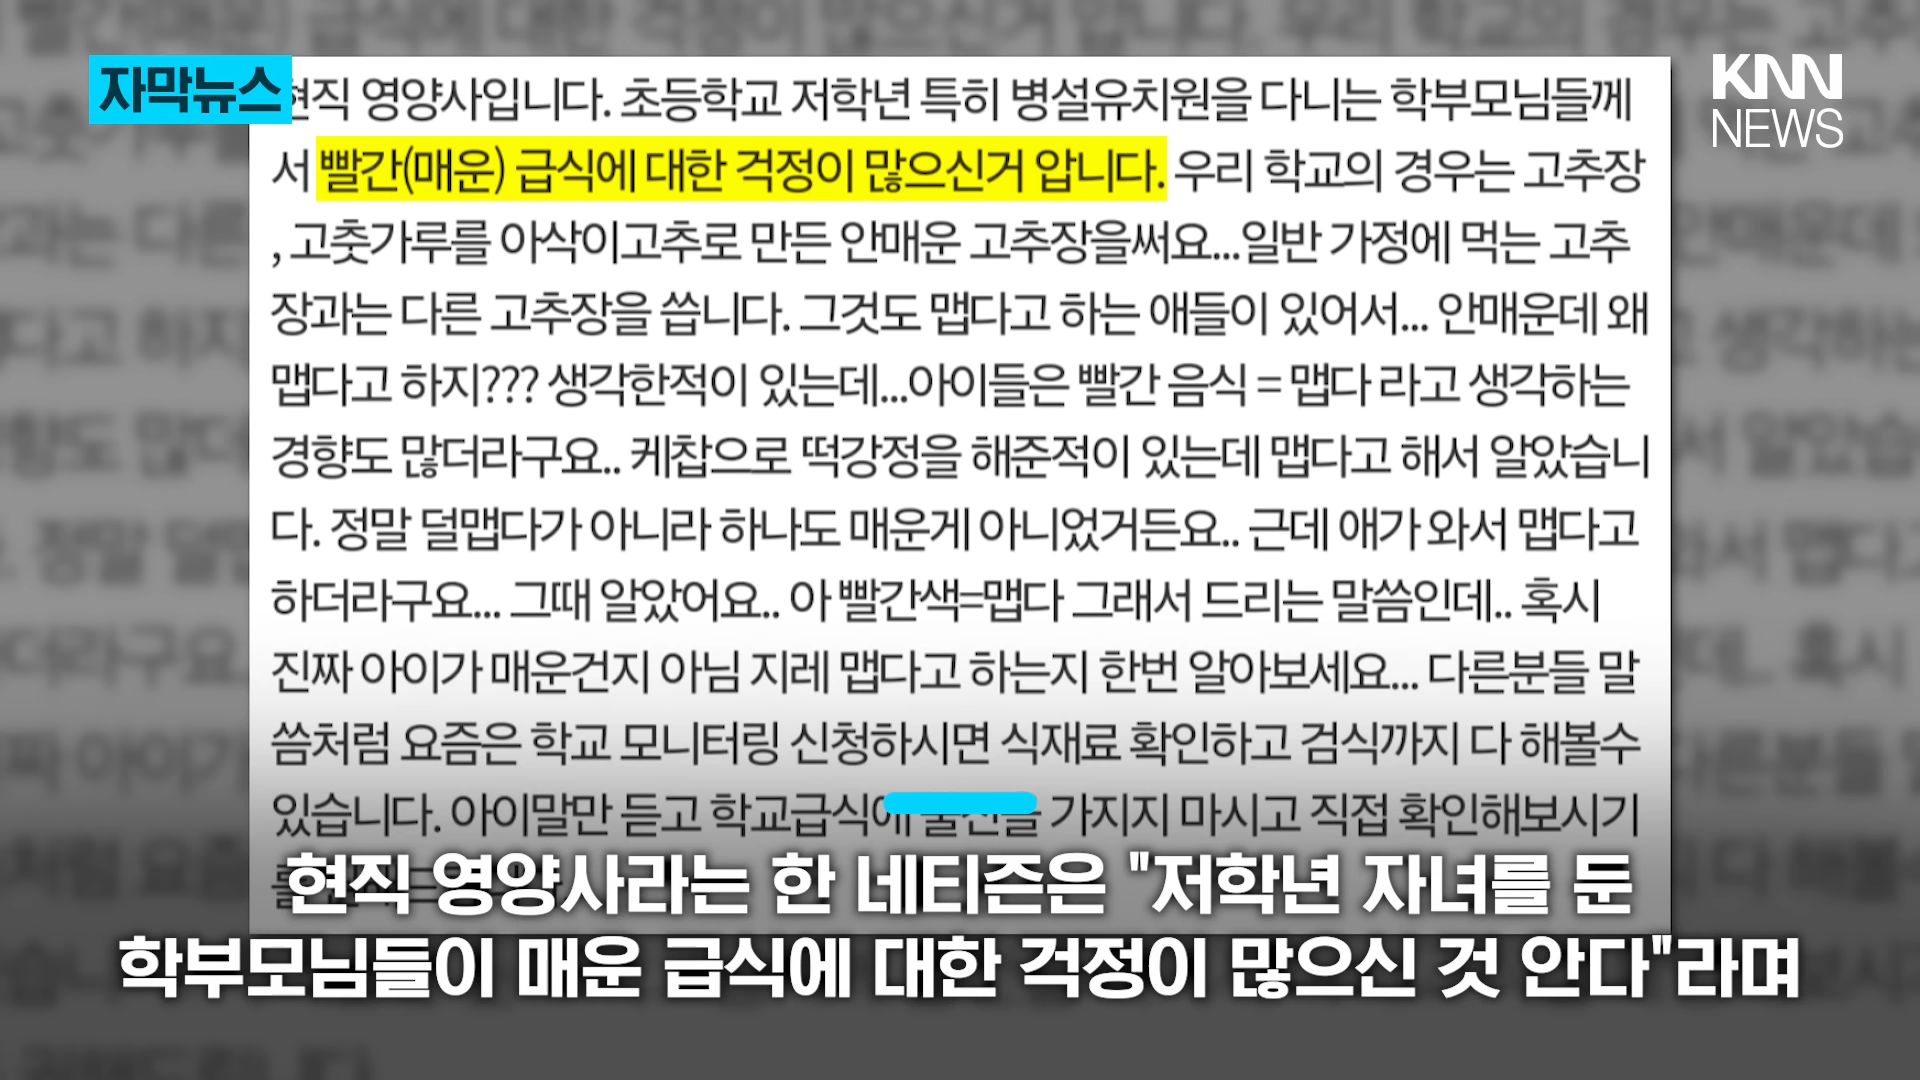 자막뉴스
KNN
NEWS
현직 영양사입니다. 초등학교 저학년 특히 병설유치원을 다니는 학부모님들께
서 빨간(매운) 급식에 대한 걱정이 많으신거 압니다. 우리 학교의 경우는 고추장
, 고춧가루를 아삭이고추로 만든 안매운 고추장을써요...일반 가정에 먹는 고추
장과는 다른 고추장을 씁니다. 그것도 맵다고 하는 애들이 있어서... 안매운데 왜
맵다고 하지??? 생각한적이 있는데...아이들은 빨간 음식 = 맵다 라고 생각하는
경향도 많더라구요.. 케찹으로 떡강정을 해준적이 있는데 맵다고 해서 알았습니
다. 정말 덜맵다가 아니라 하나도 매운게 아니었거든요.. 근데 애가 와서 맵다고
하더라구요... 그때 알았어요.. 아 빨간색=맵다 그래서 드리는 말씀인데.. 혹시
진짜 아이가 매운건지 아님 지레 맵다고 하는지 한번 알아보세요... 다른분들 말
씀처럼 요즘은 학교 모니터링 신청하시면 식재료 확인하고 검식까지 다 해볼수
있습니다. 아이말만 듣고 학교급식에 불신을 가지지 마시고 직접 확인해보시기
현직 영양사라는 한 네티즌은 "저학년 자녀를 둔
학부모님들이 매운 급식에 대한 걱정이 많으신 것 안다"라며